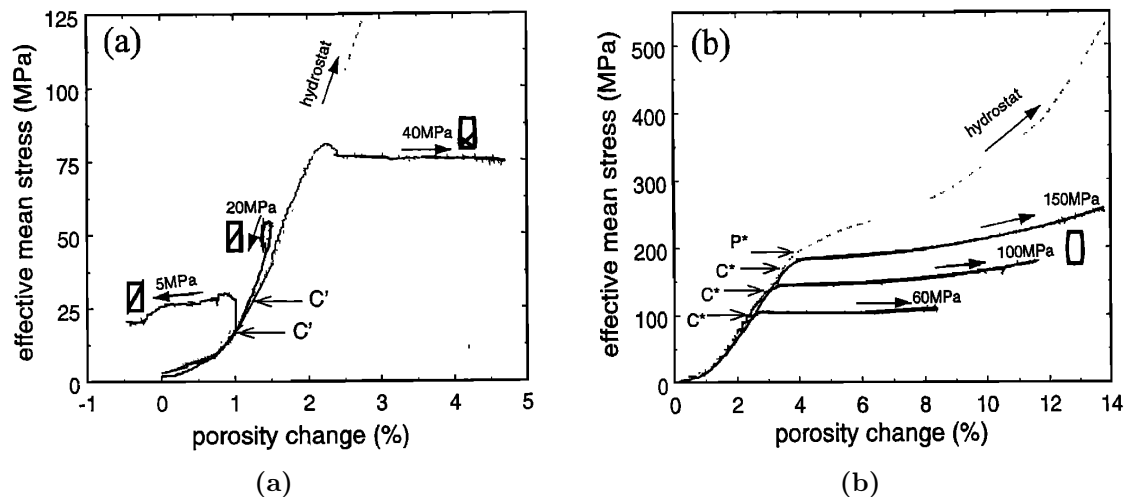 (a)
effective mean stress (MPa)
125
100
75
50
25
0
-1
0
1
2
3
4
5
porosity change (%)
hydrostat
40MPa
20MPa
5MPa
C'
C'
(a)
(b)
effective mean stress (MPa)
500
400
300
200
100
0
0
2
4
6
8
10
12
14
porosity change (%)
hydrostat
150MPa
P*
C*
100MPa
C*
60MPa
C*
(b)